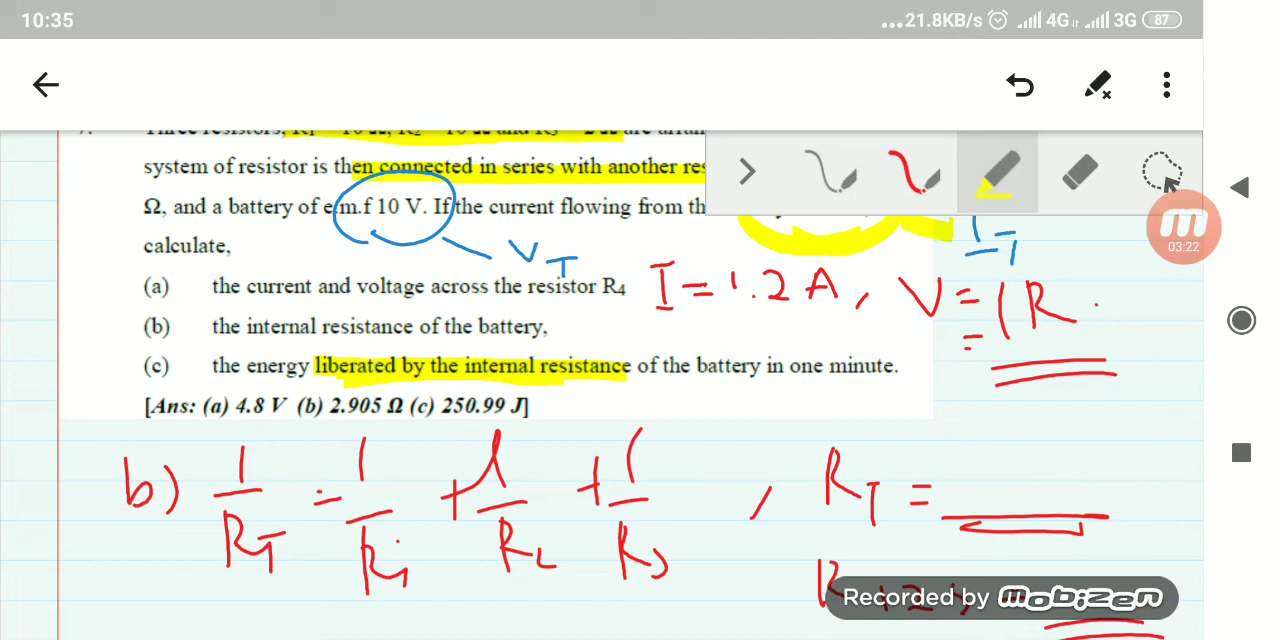 10:35
...21.8KB/s 4G 3G 87
system of resistor is then connected in series with another res
Ω, and a battery of e.m.f 10 V. If the current flowing from th
calculate,
V T
(a) the current and voltage across the resistor R4
I = 1.2 A, V = IR.
=
(b) the internal resistance of the battery,
(c) the energy liberated by the internal resistance of the battery in one minute.
[Ans: (a) 4.8 V (b) 2.905 Ω (c) 250.99 J]
03:22
b) 1/RT = 1/R1 + 1/R2 + 1/R3 , RT =
Recorded by mobizen